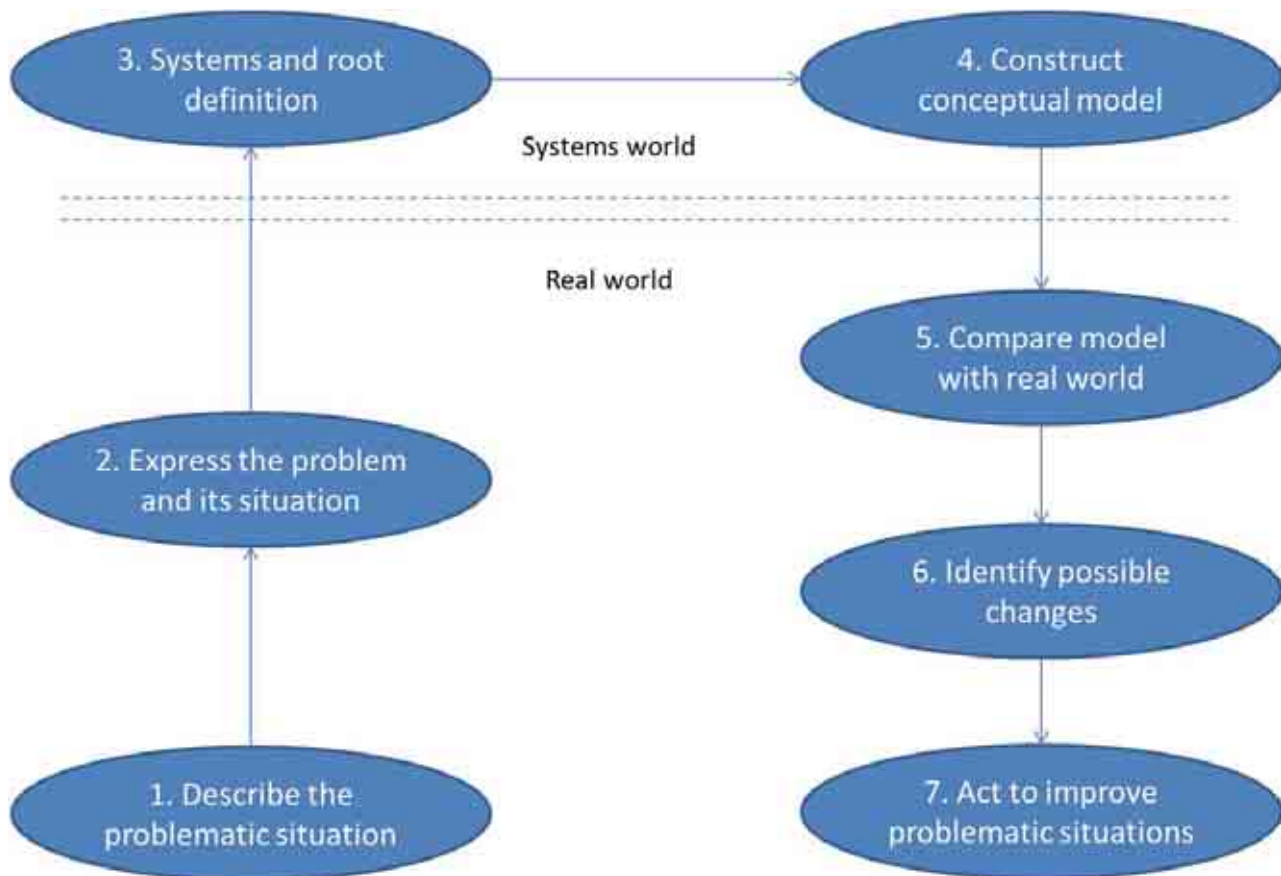 3. Systems and root
definition
4. Construct
conceptual model
Systems world
Real world
5. Compare model
with real world
2. Express the problem
and its situation
6. Identify possible
changes
1. Describe the
problematic situation
7. Act to improve
problematic situations